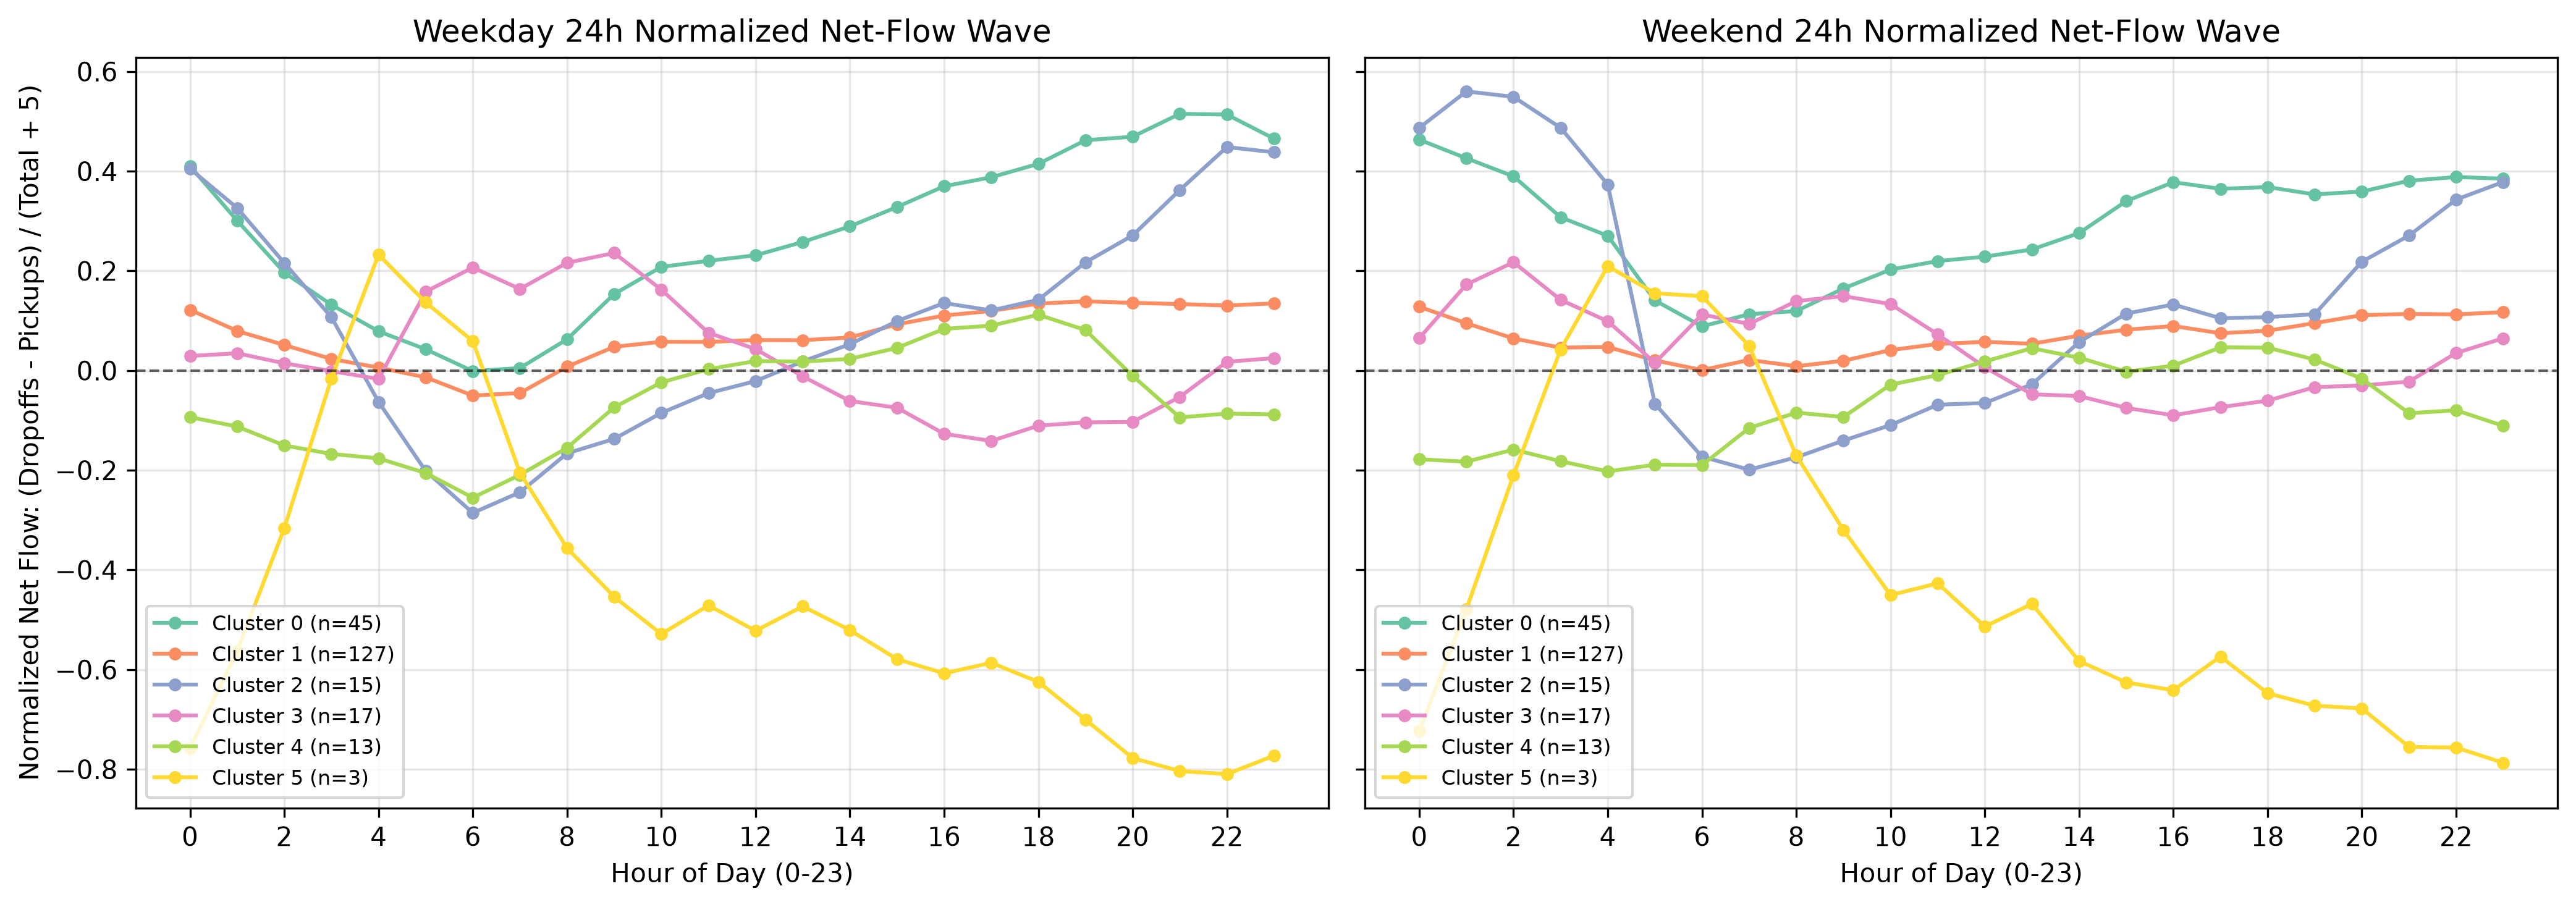 Weekday 24h Normalized Net-Flow Wave
Normalized Net Flow: (Dropoffs - Pickups) / (Total + 5)
0.6
0.4
0.2
0.0
−0.2
−0.4
−0.6
−0.8
Cluster 0 (n=45)
Cluster 1 (n=127)
Cluster 2 (n=15)
Cluster 3 (n=17)
Cluster 4 (n=13)
Cluster 5 (n=3)
0 2 4 6 8 10 12 14 16 18 20 22
Hour of Day (0-23)
Weekend 24h Normalized Net-Flow Wave
Cluster 0 (n=45)
Cluster 1 (n=127)
Cluster 2 (n=15)
Cluster 3 (n=17)
Cluster 4 (n=13)
Cluster 5 (n=3)
0 2 4 6 8 10 12 14 16 18 20 22
Hour of Day (0-23)